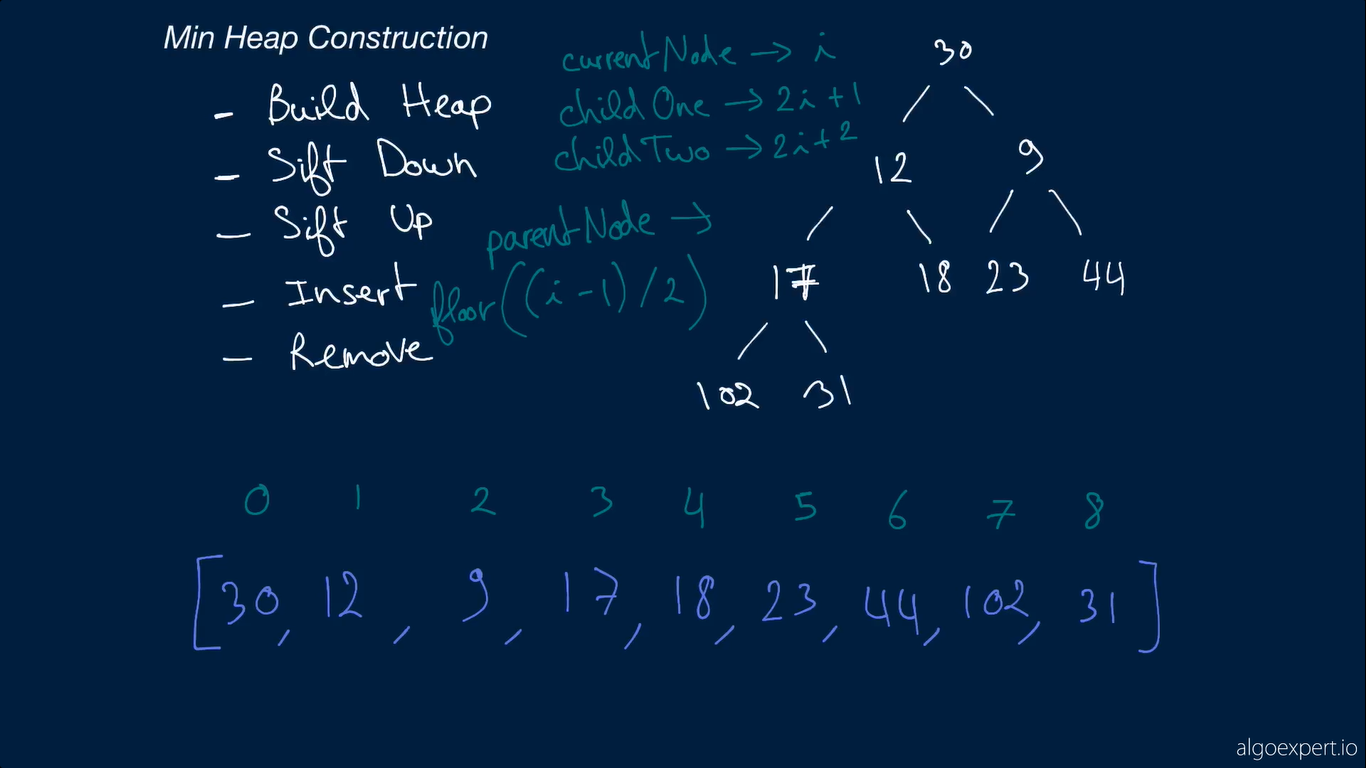 Min Heap Construction
- Build Heap
- Sift Down
- Sift Up
- Insert
- Remove
currentNode → i
childOne → 2i+1
childTwo → 2i+2
parentNode →
floor((i-1)/2)
30
12 9
17 18 23 44
102 31
0 1 2 3 4 5 6 7 8
[30, 12, 9, 17, 18, 23, 44, 102, 31]
algoexpert.io